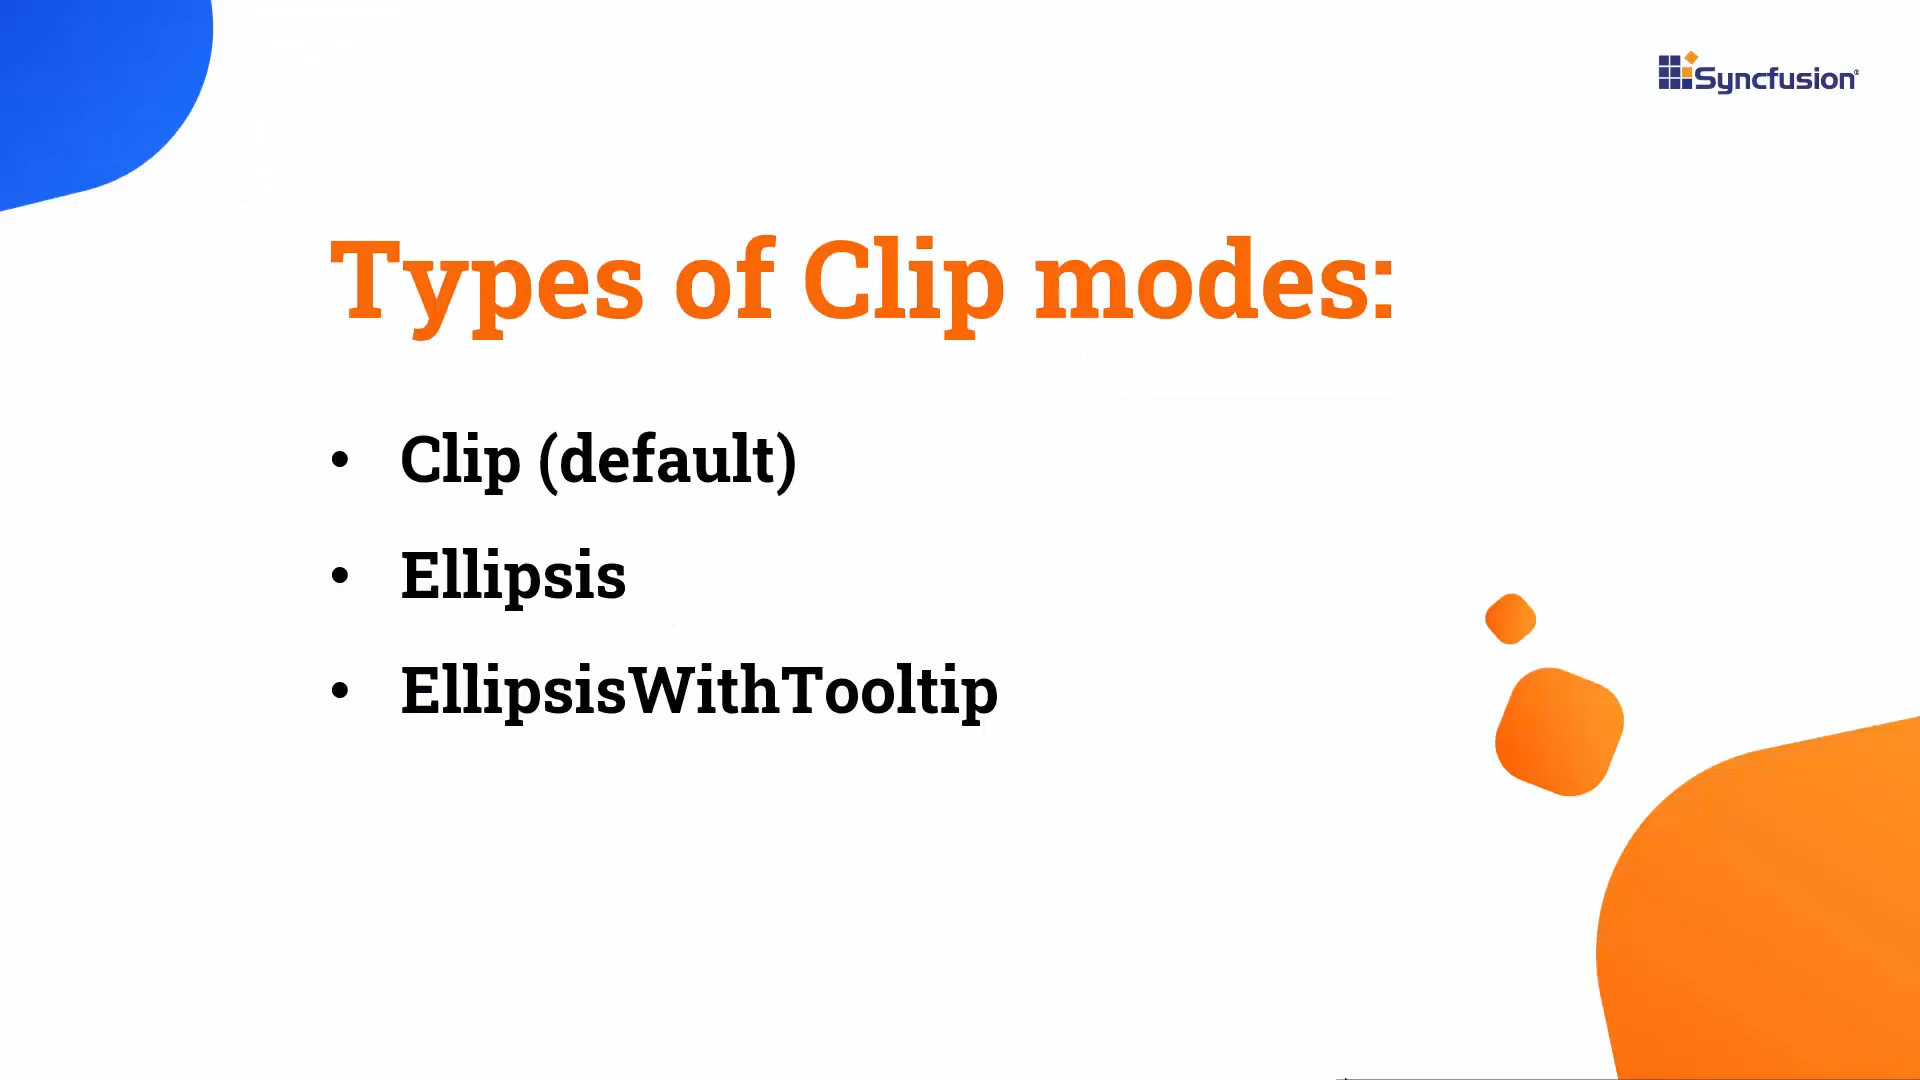 Syncfusion®
Types of Clip modes:
• Clip (default)
• Ellipsis
• EllipsisWithTooltip